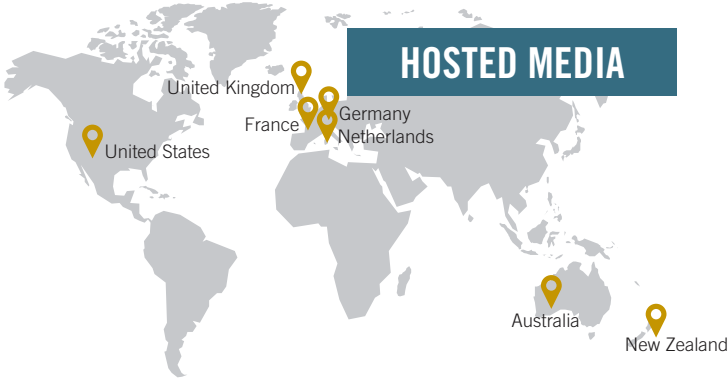 HOSTED MEDIA
United Kingdom
Germany
France
Netherlands
United States
Australia
New Zealand